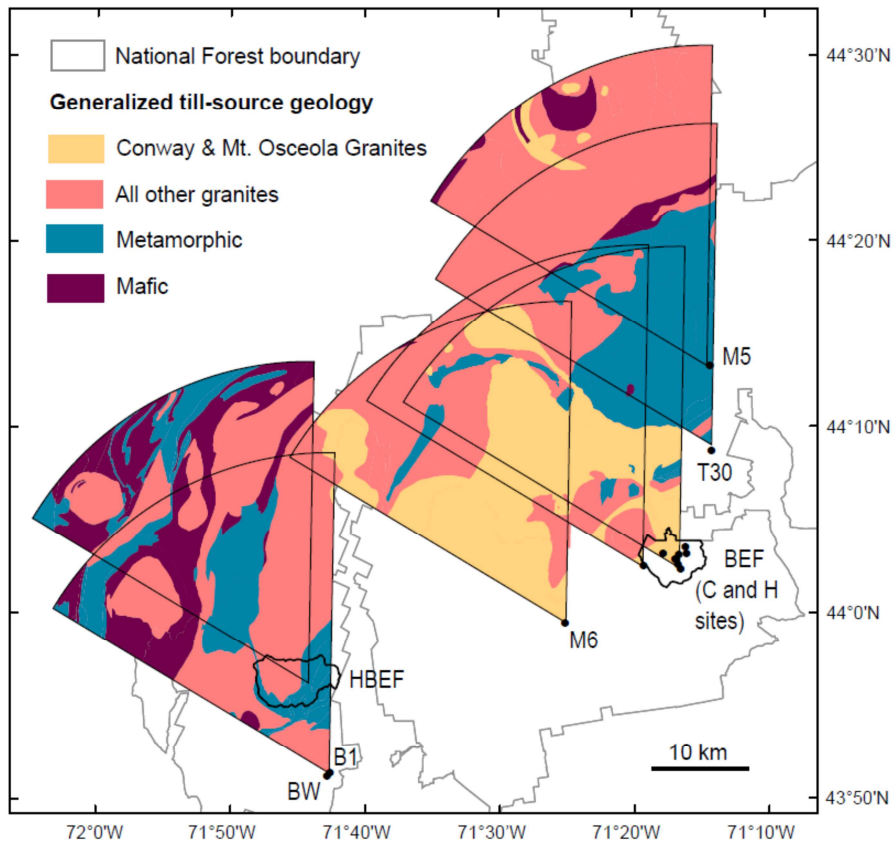 National Forest boundary
Generalized till-source geology
Conway & Mt. Osceola Granites
All other granites
Metamorphic
Mafic
44°30'N
44°20'N
M5
44°10'N
T30
BEF
(C and H
sites)
44°0'N
M6
HBEF
B1
BW
10 km
43°50'N
72°0'W 71°50'W 71°40'W 71°30'W 71°20'W 71°10'W